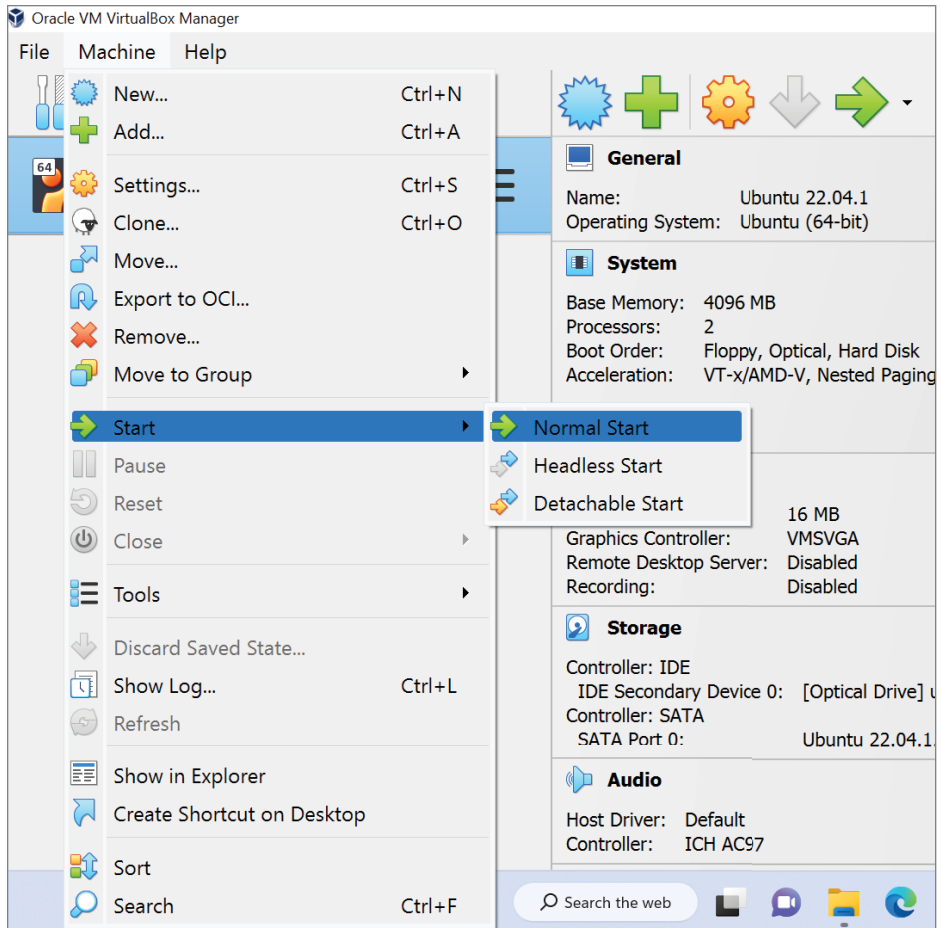 Oracle VM VirtualBox Manager
File Machine Help
New... Ctrl+N
Add... Ctrl+A
64
Settings... Ctrl+S
Clone... Ctrl+O
Move...
Export to OCI...
Remove...
Move to Group
Start
Pause
Reset
Close
Tools
Discard Saved State...
Show Log... Ctrl+L
Refresh
Show in Explorer
Create Shortcut on Desktop
Sort
Search Ctrl+F
Normal Start
Headless Start
Detachable Start
General
Name: Ubuntu 22.04.1
Operating System: Ubuntu (64-bit)
System
Base Memory: 4096 MB
Processors: 2
Boot Order: Floppy, Optical, Hard Disk
Acceleration: VT-x/AMD-V, Nested Paging
16 MB
Graphics Controller: VMSVGA
Remote Desktop Server: Disabled
Recording: Disabled
Storage
Controller: IDE
IDE Secondary Device 0: [Optical Drive]
Controller: SATA
SATA Port 0: Ubuntu 22.04.1.
Audio
Host Driver: Default
Controller: ICH AC97
Search the web